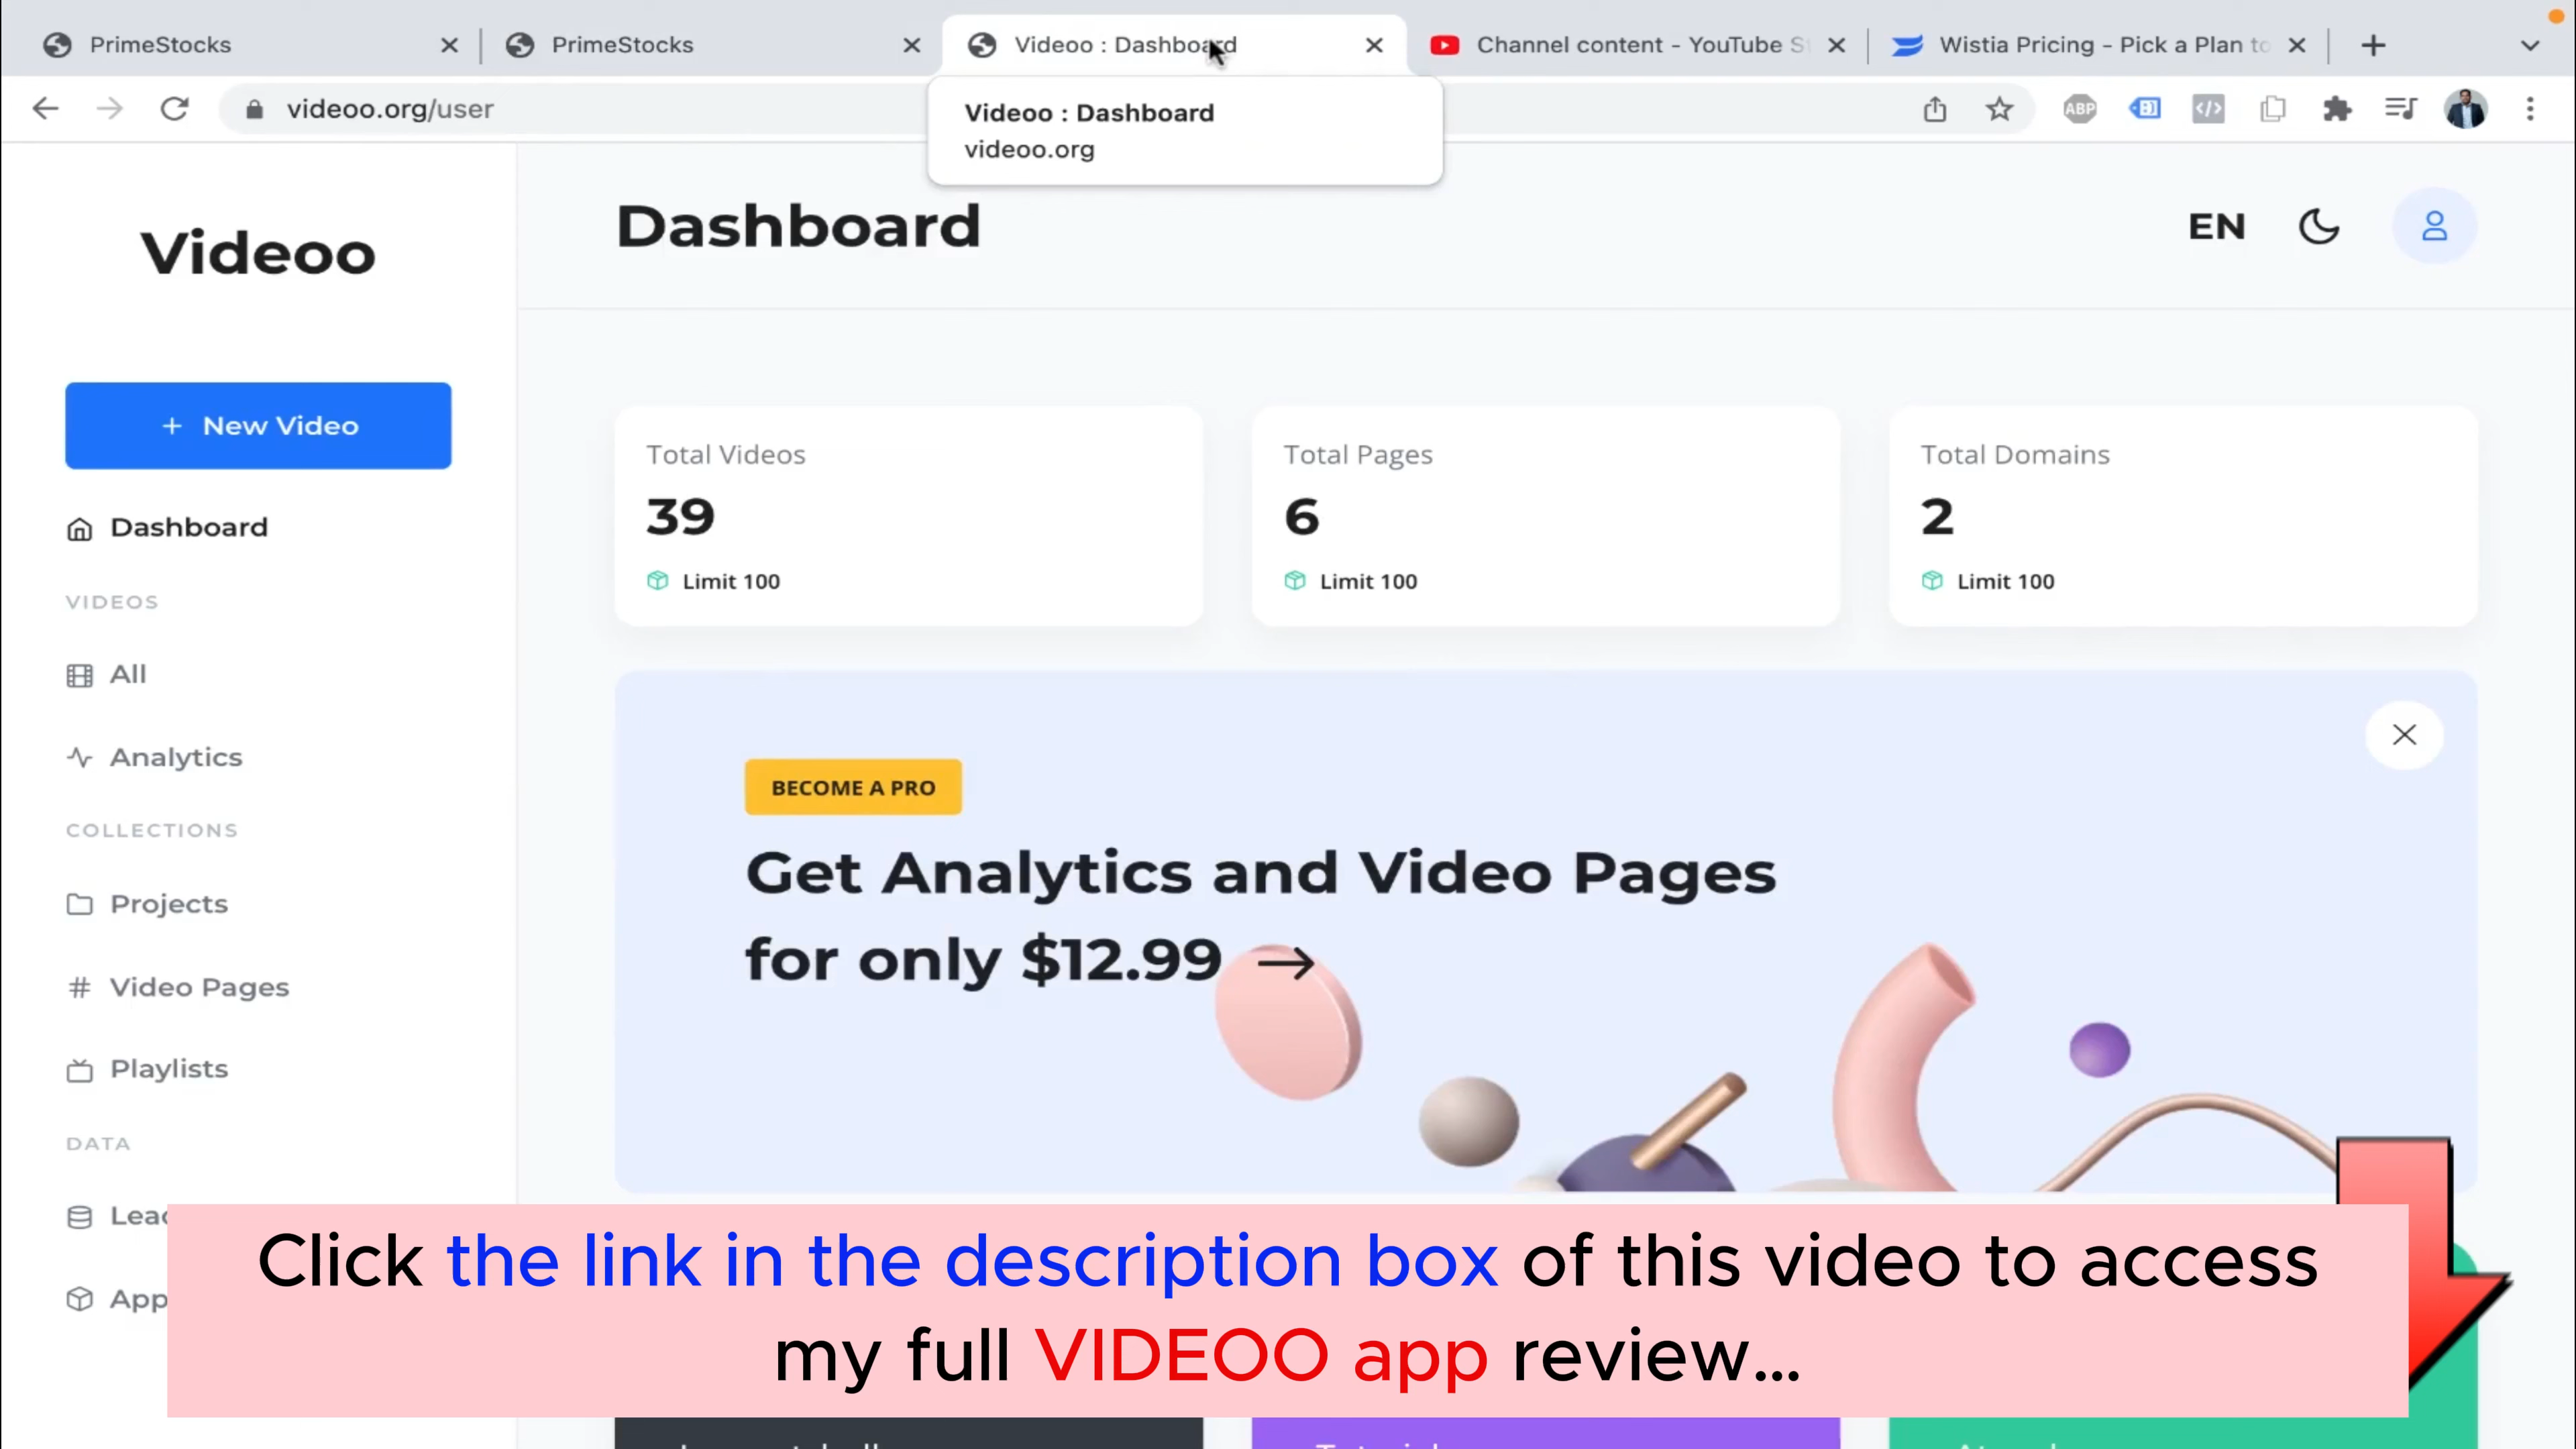 PrimeStocks
PrimeStocks
Videoo : Dashboard
Channel content - YouTube S
Wistia Pricing - Pick a Plan to
videoo.org/user
ABP
Videoo : Dashboard
videoo.org
Videoo
Dashboard
EN
+ New Video
Dashboard
VIDEOS
All
Analytics
COLLECTIONS
Projects
# Video Pages
Playlists
DATA
Lea
App
Total Videos
39
Limit 100
Total Pages
6
Limit 100
Total Domains
2
Limit 100
BECOME A PRO
Get Analytics and Video Pages
for only $12.99 →
Click the link in the description box of this video to access
my full VIDEOO app review...